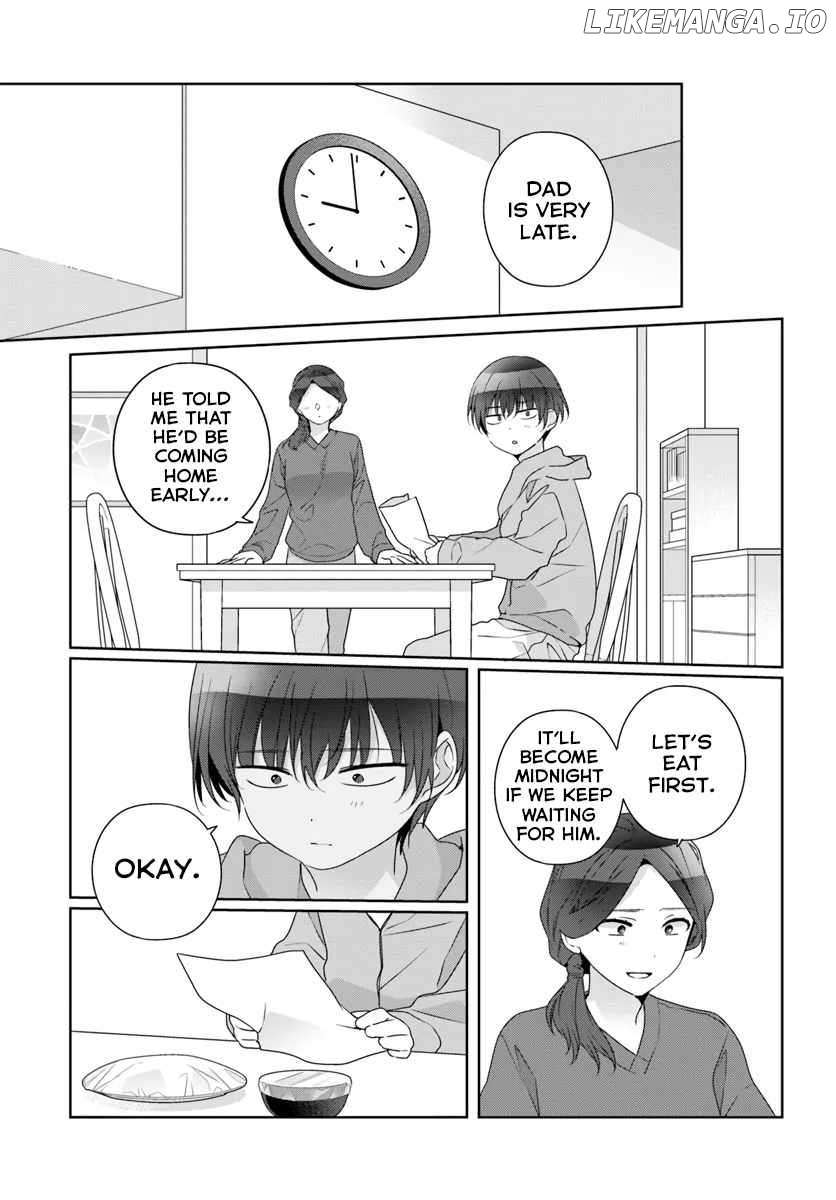 LIKEMANGA.IO
DAD
IS VERY
LATE.
HE TOLD
ME THAT
HE'D BE
COMING
HOME
EARLY...
LET'S
EAT
FIRST.
IT'LL
BECOME
MIDNIGHT
IF WE KEEP
WAITING
FOR HIM.
OKAY.